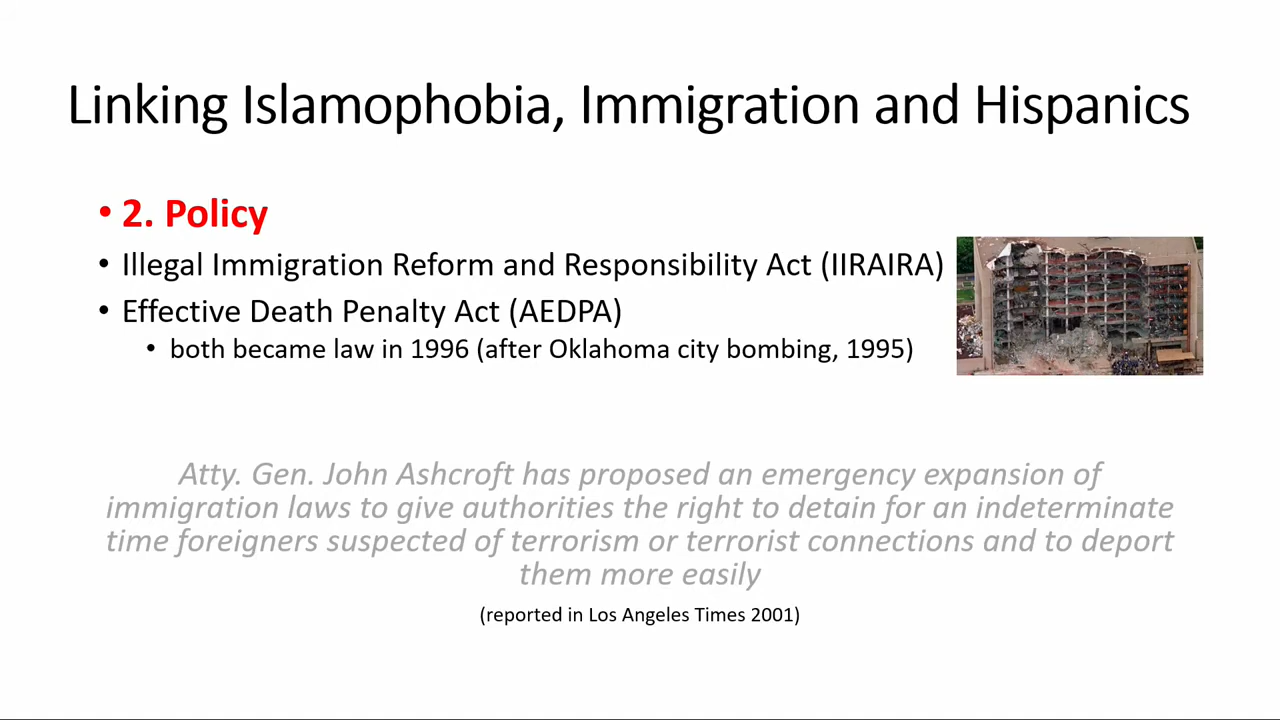 Linking Islamophobia, Immigration and Hispanics
• 2. Policy
• Illegal Immigration Reform and Responsibility Act (IIRAIRA)
• Effective Death Penalty Act (AEDPA)
• both became law in 1996 (after Oklahoma city bombing, 1995)
Atty. Gen. John Ashcroft has proposed an emergency expansion of
immigration laws to give authorities the right to detain for an indeterminate
time foreigners suspected of terrorism or terrorist connections and to deport
them more easily
(reported in Los Angeles Times 2001)